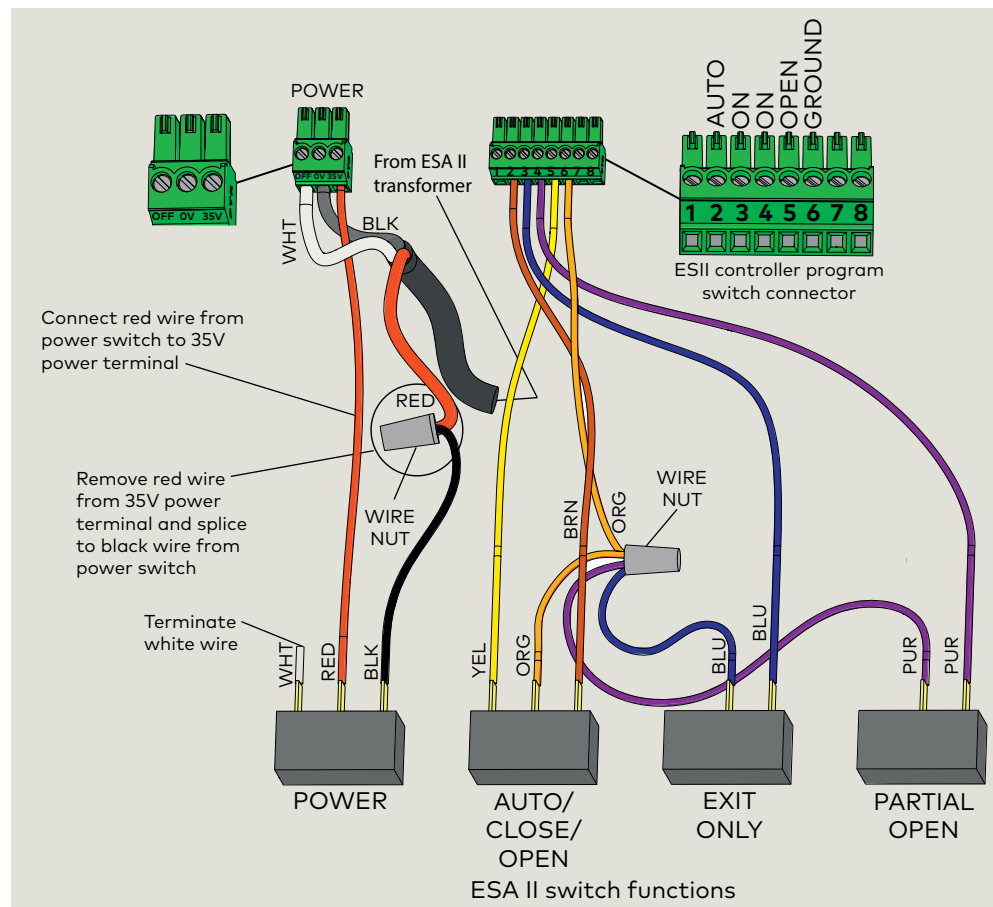 POWER
OFF 0V 35V
OFF 0V 35V
WHT
BLK
From ESA II
transformer
1 2 3 4 5 6 7 8
AUTO
ON
ON
OPEN
GROUND
1 2 3 4 5 6 7 8
ESII controller program
switch connector
Connect red wire from
power switch to 35V
power terminal
RED
Remove red wire
from 35V power
terminal and splice
to black wire from
power switch
WIRE
NUT
BRN
ORG
WIRE
NUT
Terminate
white wire
WHT
RED
BLK
YEL
ORG
BLU
BLU
PUR
PUR
POWER
AUTO/
CLOSE/
OPEN
EXIT
ONLY
PARTIAL
OPEN
ESA II switch functions